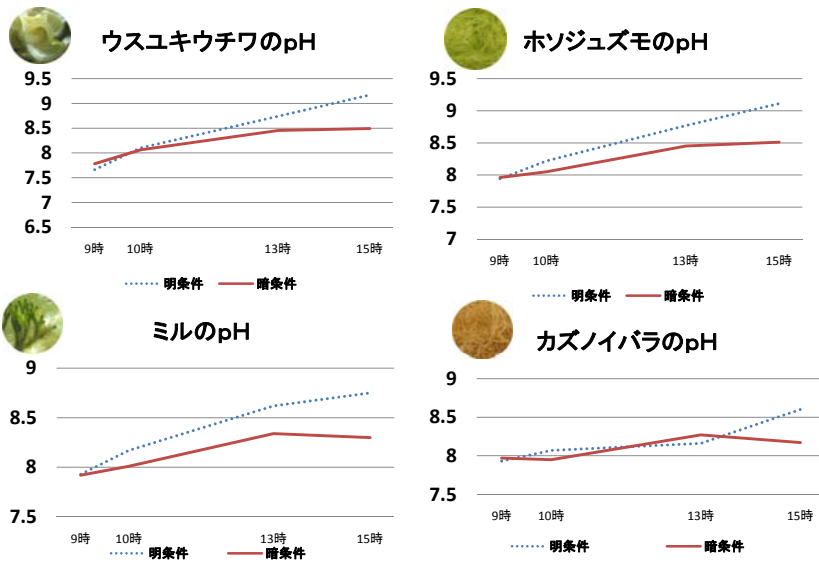 ウスユキウチワのpH
9.5
9
8.5
8
7.5
7
6.5
9時 10時 13時 15時
明条件 暗条件
ホソジュズモのpH
9.5
9
8.5
8
7.5
7
9時 10時 13時 15時
明条件 暗条件
ミルのpH
9
8.5
8
7.5
9時 10時 13時 15時
明条件 暗条件
カズノイバラのpH
9
8.5
8
7.5
9時 10時 13時 15時
明条件 暗条件